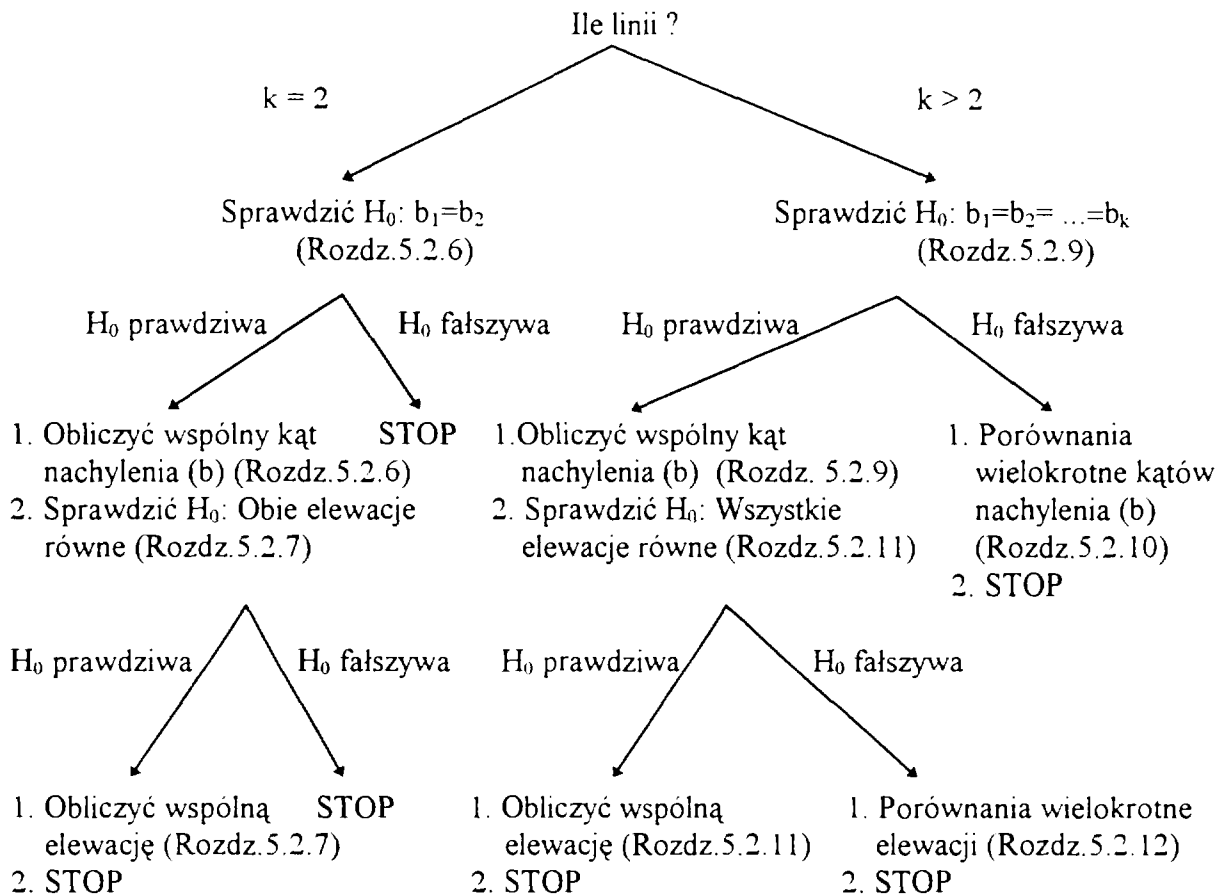 Ile linii ?
k = 2
k > 2
Sprawdzić H₀: b₁=b₂
(Rozdz.5.2.6)
Sprawdzić H₀: b₁=b₂= ...=bₖ
(Rozdz.5.2.9)
H₀ prawdziwa
H₀ fałszywa
H₀ prawdziwa
H₀ fałszywa
1. Obliczyć wspólny kąt
nachylenia (b) (Rozdz.5.2.6)
2. Sprawdzić H₀: Obie elewacje
równe (Rozdz.5.2.7)
STOP
1.Obliczyć wspólny kąt
nachylenia (b) (Rozdz. 5.2.9)
2. Sprawdzić H₀: Wszystkie
elewacje równe (Rozdz.5.2.11)
1. Porównania
wielokrotne kątów
nachylenia (b)
(Rozdz.5.2.10)
2. STOP
H₀ prawdziwa
H₀ fałszywa
H₀ prawdziwa
H₀ fałszywa
1. Obliczyć wspólną
elewację (Rozdz.5.2.7)
2. STOP
STOP
1. Obliczyć wspólną
elewację (Rozdz.5.2.11)
2. STOP
1. Porównania wielokrotne
elewacji (Rozdz.5.2.12)
2. STOP